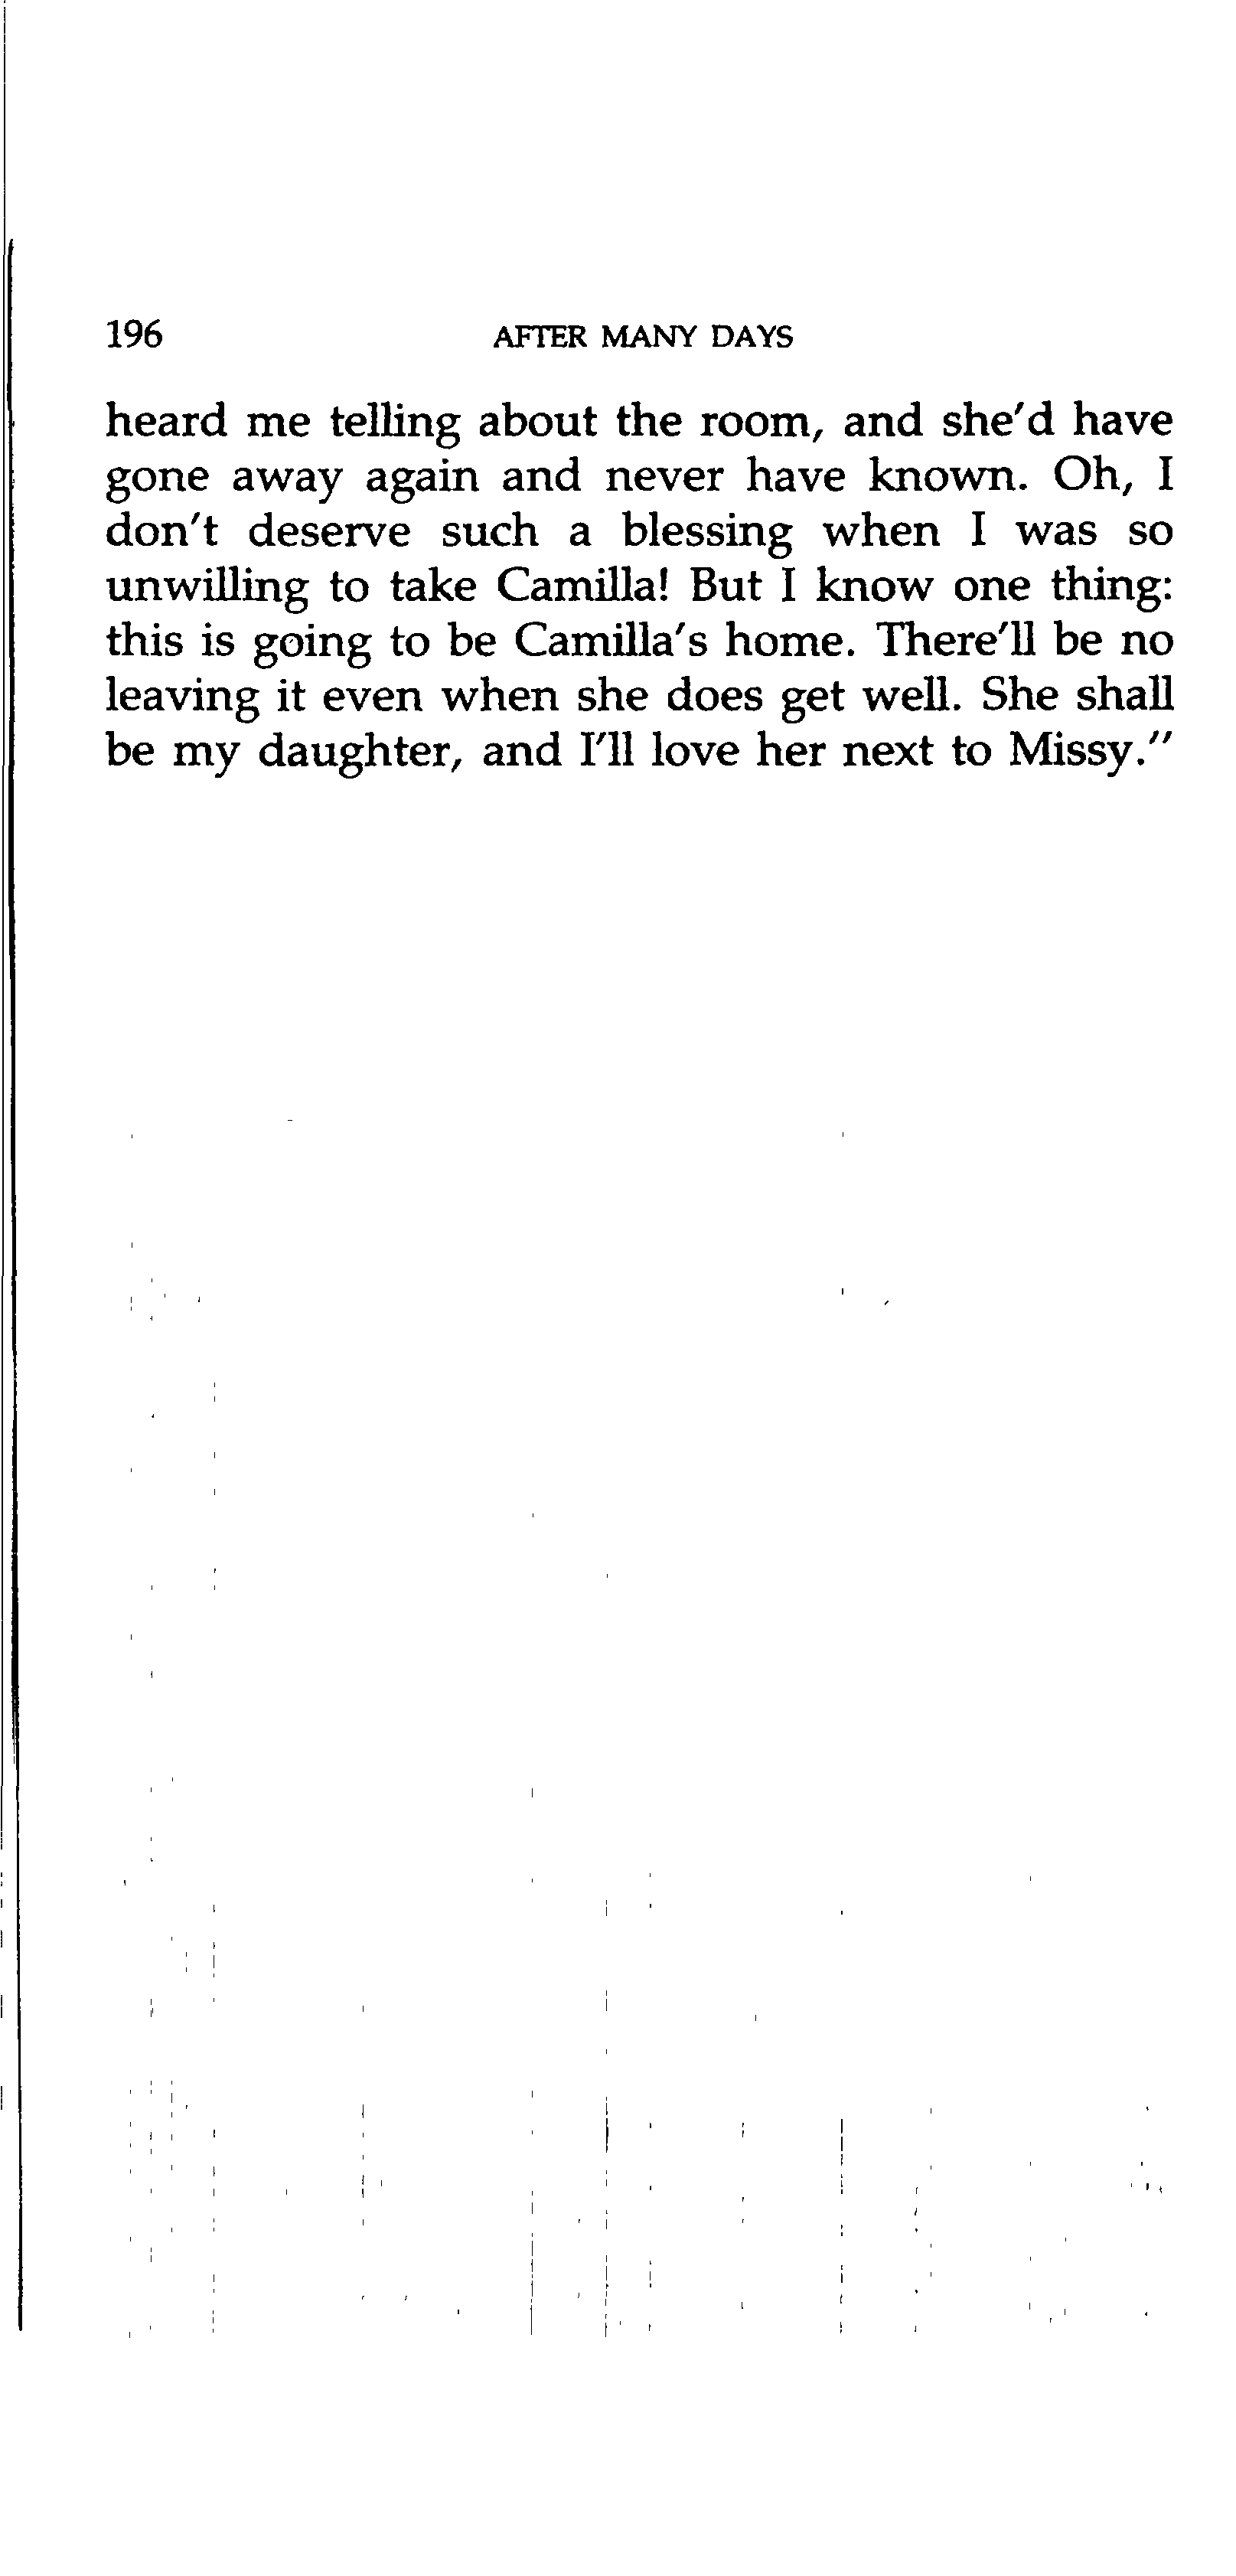 196 AFTER MANY DAYS
heard me telling about the room, and she'd have
gone away again and never have known. Oh, I
don't deserve such a blessing when I was so
unwilling to take Camilla! But I know one thing:
this is going to be Camilla's home. There'll be no
leaving it even when she does get well. She shall
be my daughter, and I'll love her next to Missy."